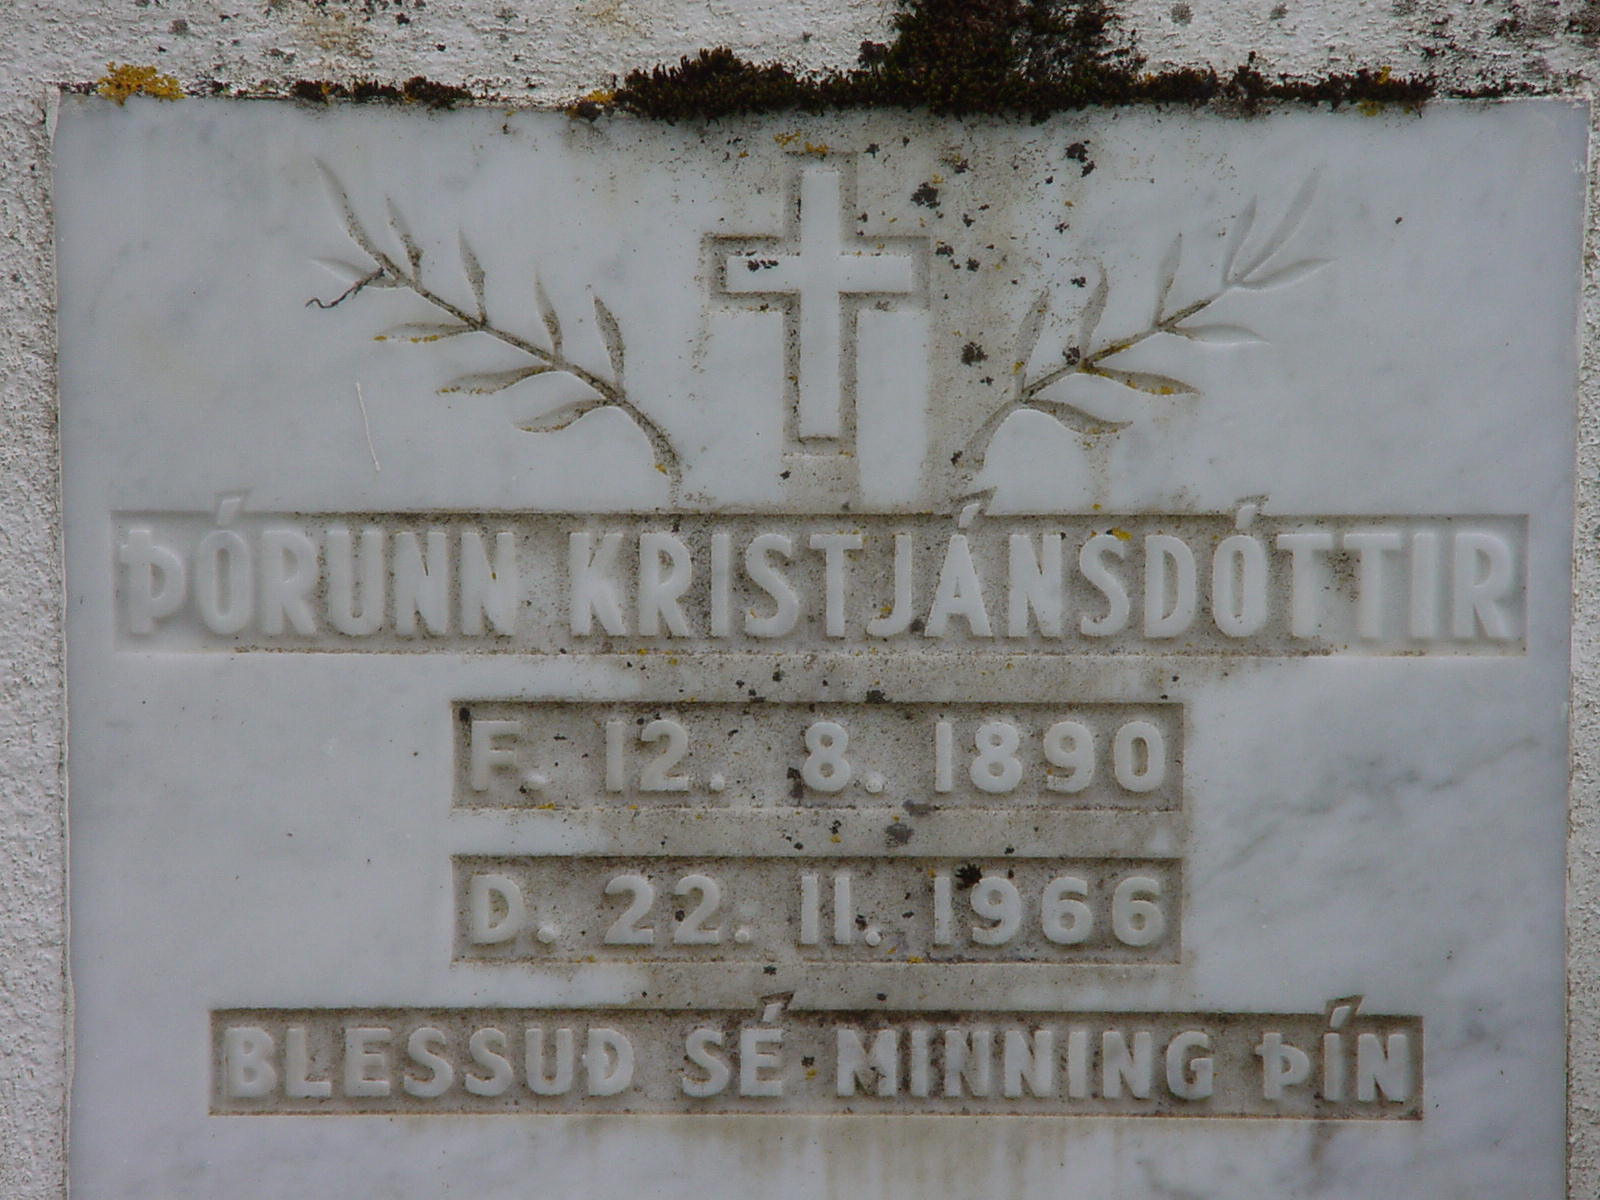 ÞÓRUNN KRISTJÁNSDÓTTIR
F. 12. 8. 1890
D. 22. 11. 1966
BLESSUÐ SÉ MINNING ÞÍN